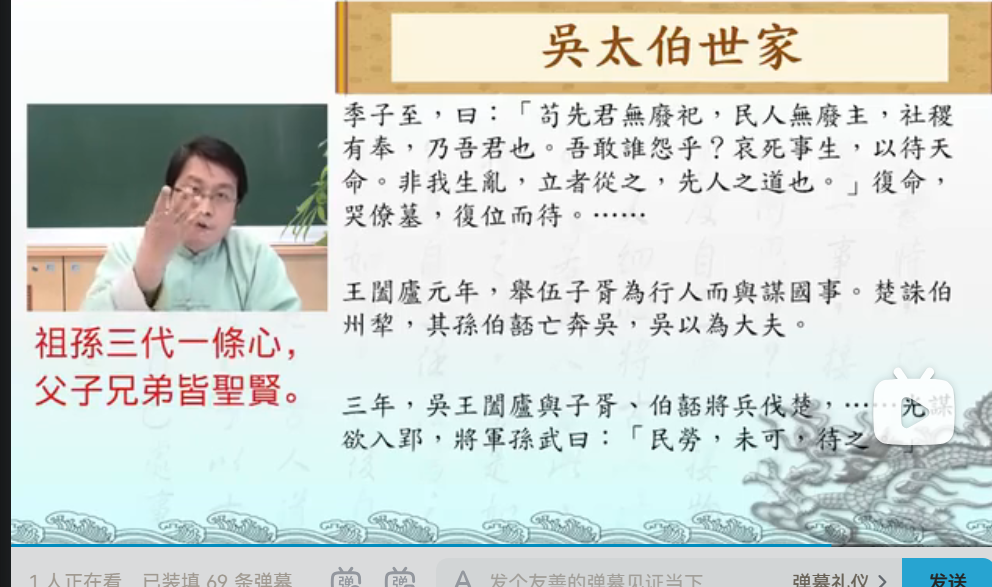 吳太伯世家
季子至，曰：「苟先君無廢祀，民人無廢主，社稷
有奉，乃吾君也。吾敢誰怨乎？哀死事生，以待天
命。非我生亂，立者從之，先人之道也。」復命，
哭僚墓，復位而待。……
王闔廬元年，舉伍子胥為行人而與謀國事。楚誅伯
州犂，其孫伯嚭亡奔吳，吳以為大夫。
三年，吳王闔廬與子胥、伯嚭將兵伐楚，……光謀
欲入郢，將軍孫武曰：「民勞，未可，待之」
祖孫三代一條心，
父子兄弟皆聖賢。
1 人正在看 已装填 69 条弹幕 弹 弹 A 发个友善的弹幕见证当下 弹幕礼仪 发送